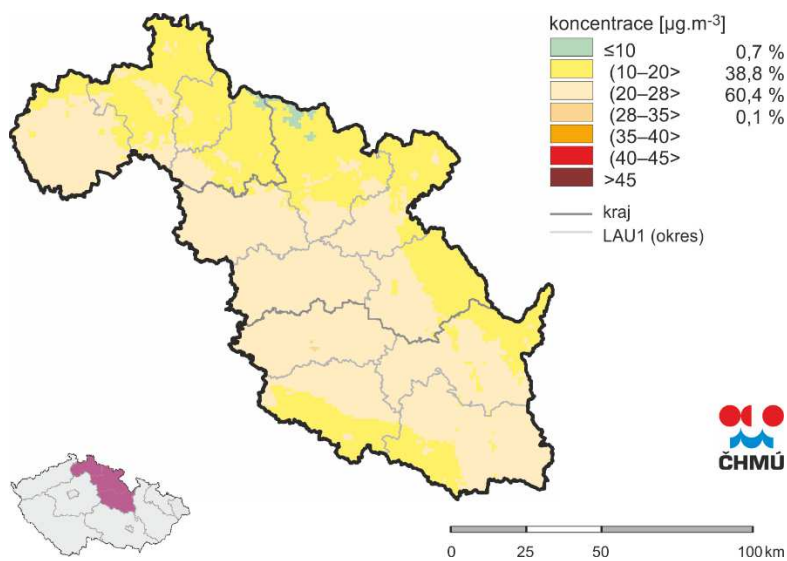 koncentrace [µg.m-3]
≤10 0,7 %
(10–20> 38,8 %
(20–28> 60,4 %
(28–35> 0,1 %
(35–40>
(40–45>
>45
kraj
LAU1 (okres)
ČHMÚ
0 25 50 100 km